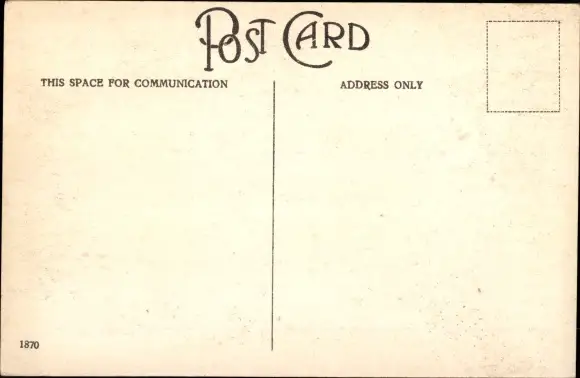 POST CARD
THIS SPACE FOR COMMUNICATION
ADDRESS ONLY
1870